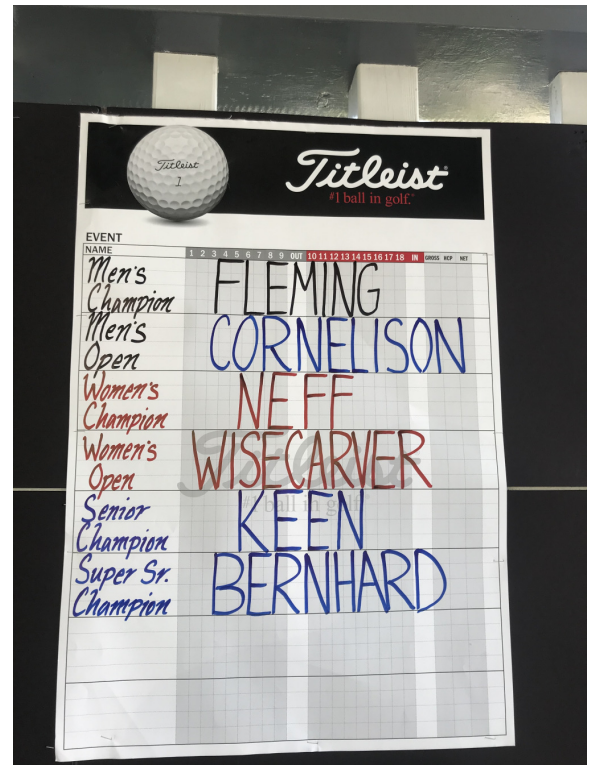 Titleist
1
Titleist
#1 ball in golf.
EVENT
NAME 1 2 3 4 5 6 7 8 9 OUT 10 11 12 13 14 15 16 17 18 IN GROSS HCP NET
Men's
Champion FLEMING
Men's
Open CORNELISON
Women's
Champion NEFF
Women's
Open WISECARVER
Titleist
#1 ball in golf.
Senior
Champion KEEN
Super Sr.
Champion BERNHARD